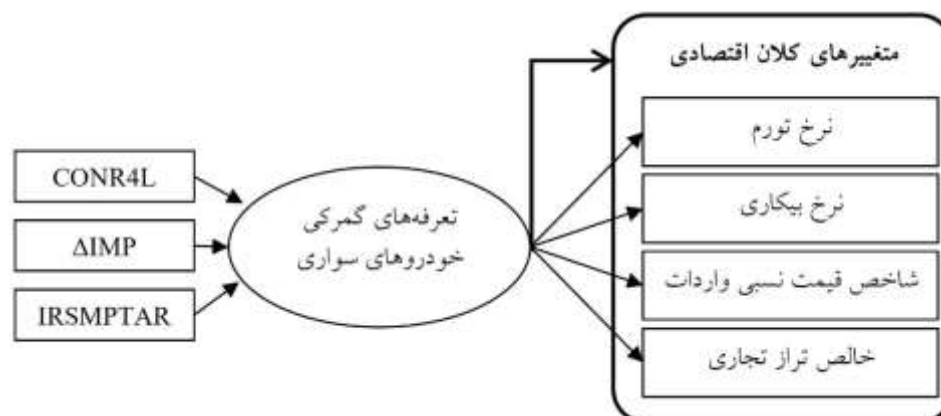 متغییرهای کلان اقتصادی
نرخ تورم
CONR4L
تعرفه‌های گمرکی
خودروهای سواری
نرخ بیکاری
ΔIMP
شاخص قیمت نسبی واردات
IRSMPTAR
خالص تراز تجاری